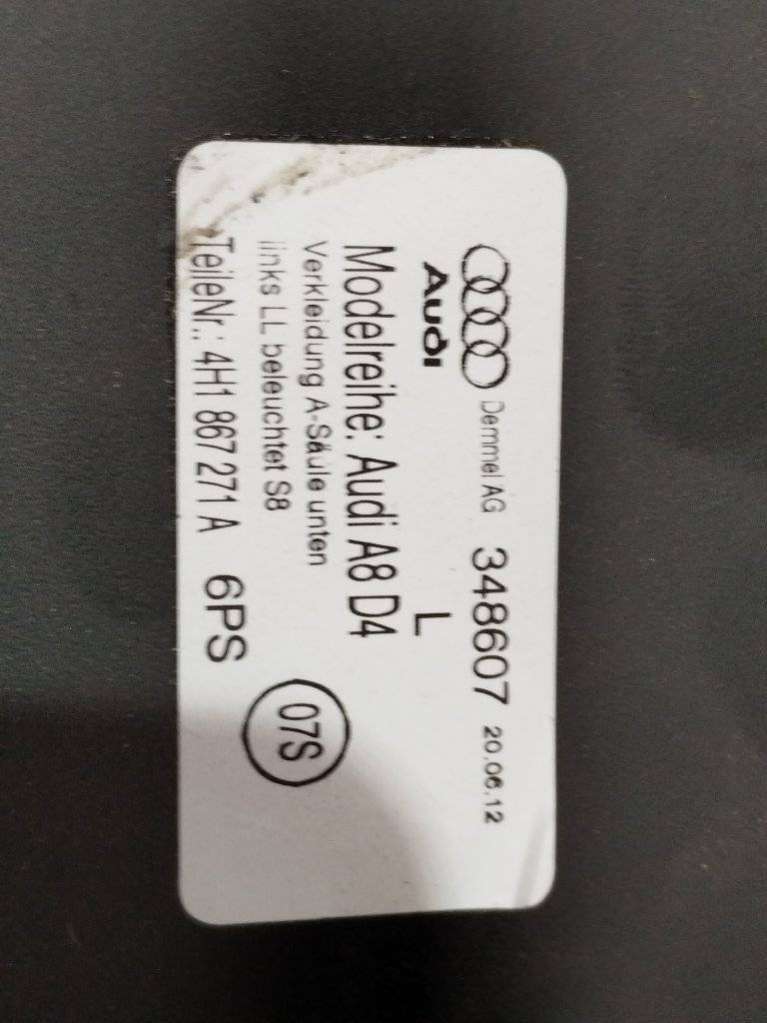 Demmel AG 348607 20.06.12
Audi
L
Modelreihe: Audi A8 D4
Verkleidung A-Säule unten
links LL beleuchtet S8
07S
TeileNr.: 4H1 867 271 A 6PS